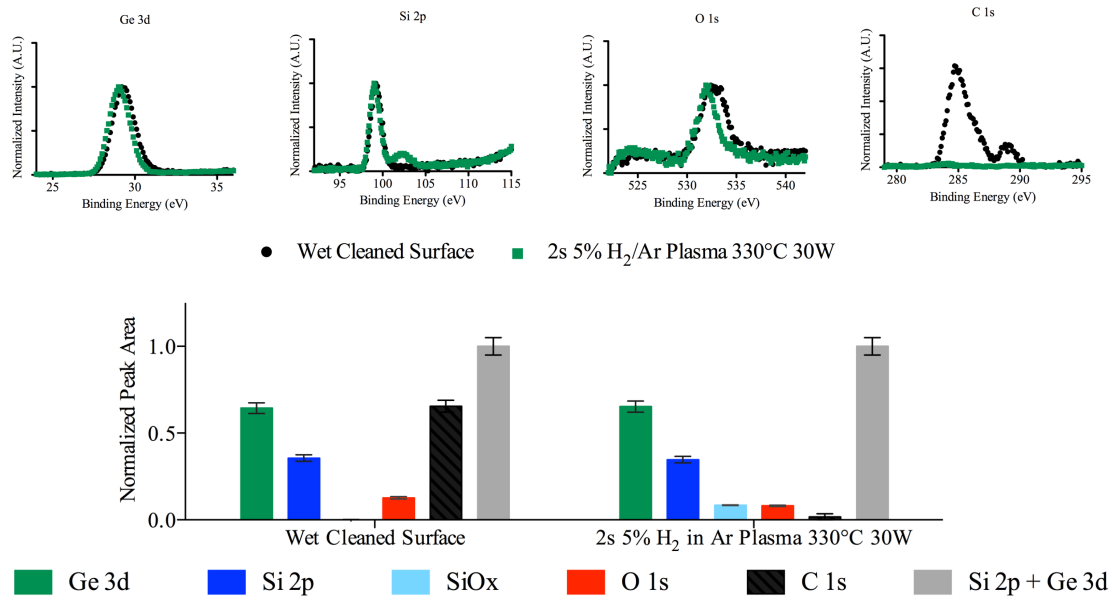 Ge 3d
Si 2p
O 1s
C 1s
Normalized Intensity (A.U.)
Normalized Intensity (A.U.)
Normalized Intensity (A.U.)
Normalized Intensity (A.U.)
25 30 35
95 100 105 110 115
525 530 535 540
280 285 290 295
Binding Energy (eV)
Binding Energy (eV)
Binding Energy (eV)
Binding Energy (eV)
Wet Cleaned Surface
2s 5% H₂/Ar Plasma 330°C 30W
Normalized Peak Area
1.0
0.5
0.0
Wet Cleaned Surface
2s 5% H₂ in Ar Plasma 330°C 30W
Ge 3d
Si 2p
SiOx
O 1s
C 1s
Si 2p + Ge 3d